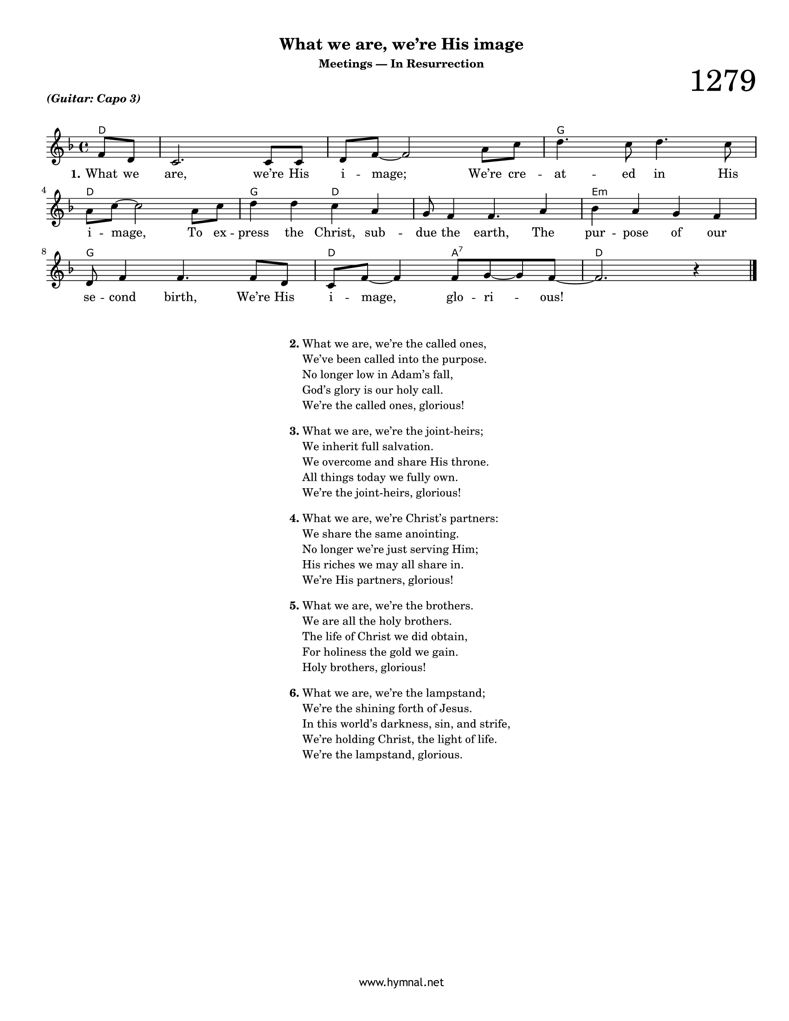 What we are, we’re His image
Meetings — In Resurrection
1279
(Guitar: Capo 3)
D G
1. What we are, we’re His i - mage; We’re cre - at - ed in His
4 D G D Em
i - mage, To ex - press the Christ, sub - due the earth, The pur - pose of our
8 G D A7 D
se - cond birth, We’re His i - mage, glo - ri - ous!
2. What we are, we’re the called ones,
We’ve been called into the purpose.
No longer low in Adam’s fall,
God’s glory is our holy call.
We’re the called ones, glorious!
3. What we are, we’re the joint-heirs;
We inherit full salvation.
We overcome and share His throne.
All things today we fully own.
We’re the joint-heirs, glorious!
4. What we are, we’re Christ’s partners:
We share the same anointing.
No longer we’re just serving Him;
His riches we may all share in.
We’re His partners, glorious!
5. What we are, we’re the brothers.
We are all the holy brothers.
The life of Christ we did obtain,
For holiness the gold we gain.
Holy brothers, glorious!
6. What we are, we’re the lampstand;
We’re the shining forth of Jesus.
In this world’s darkness, sin, and strife,
We’re holding Christ, the light of life.
We’re the lampstand, glorious.
www.hymnal.net